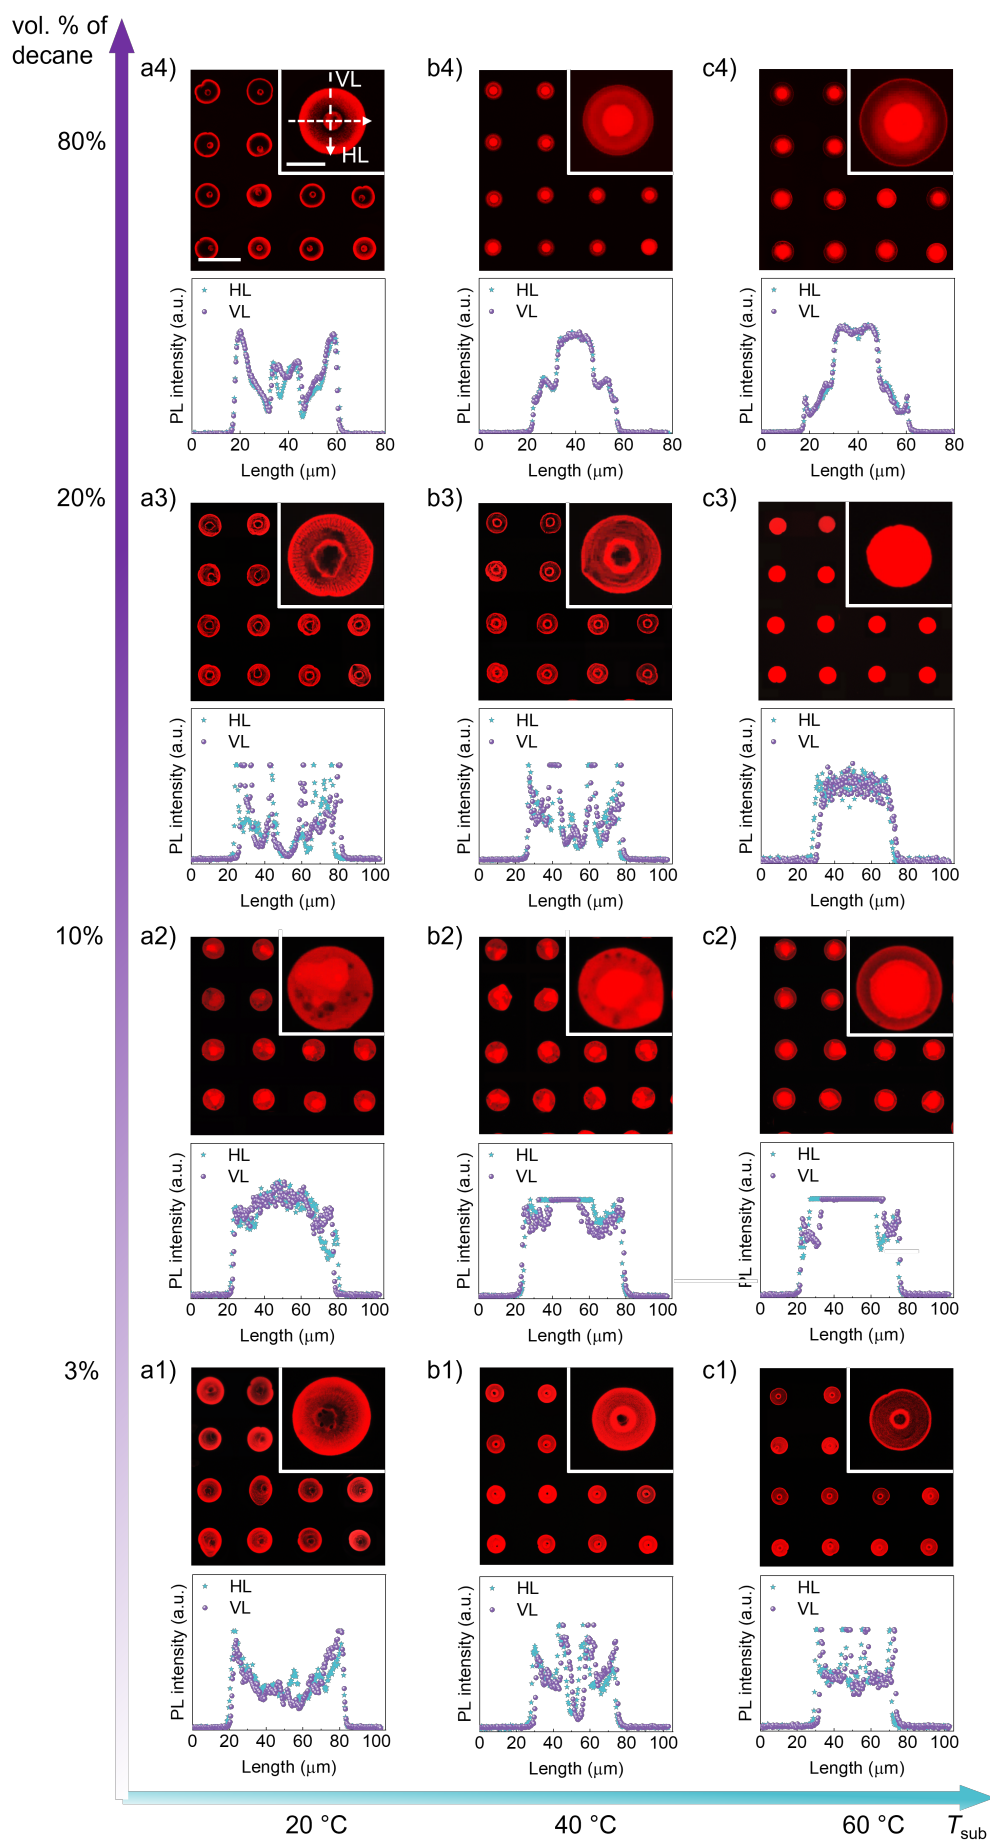 vol. % of
decane
a4)
b4)
c4)
VL
HL
80%
HL
VL
PL intensity (a.u.)
0 20 40 60 80
Length (μm)
HL
VL
PL intensity (a.u.)
0 20 40 60 80
Length (μm)
HL
VL
PL intensity (a.u.)
0 20 40 60 80
Length (μm)
20%
a3)
b3)
c3)
HL
VL
PL intensity (a.u.)
0 20 40 60 80 100
Length (μm)
HL
VL
PL intensity (a.u.)
0 20 40 60 80 100
Length (μm)
HL
VL
PL intensity (a.u.)
0 20 40 60 80 100
Length (μm)
10%
a2)
b2)
c2)
HL
VL
PL intensity (a.u.)
0 20 40 60 80 100
Length (μm)
HL
VL
PL intensity (a.u.)
0 20 40 60 80 100
Length (μm)
HL
VL
PL intensity (a.u.)
0 20 40 60 80 100
Length (μm)
3%
a1)
b1)
c1)
HL
VL
PL intensity (a.u.)
0 20 40 60 80 100
Length (μm)
HL
VL
PL intensity (a.u.)
0 20 40 60 80 100
Length (μm)
HL
VL
PL intensity (a.u.)
0 20 40 60 80 100
Length (μm)
20 °C
40 °C
60 °C
Tsub